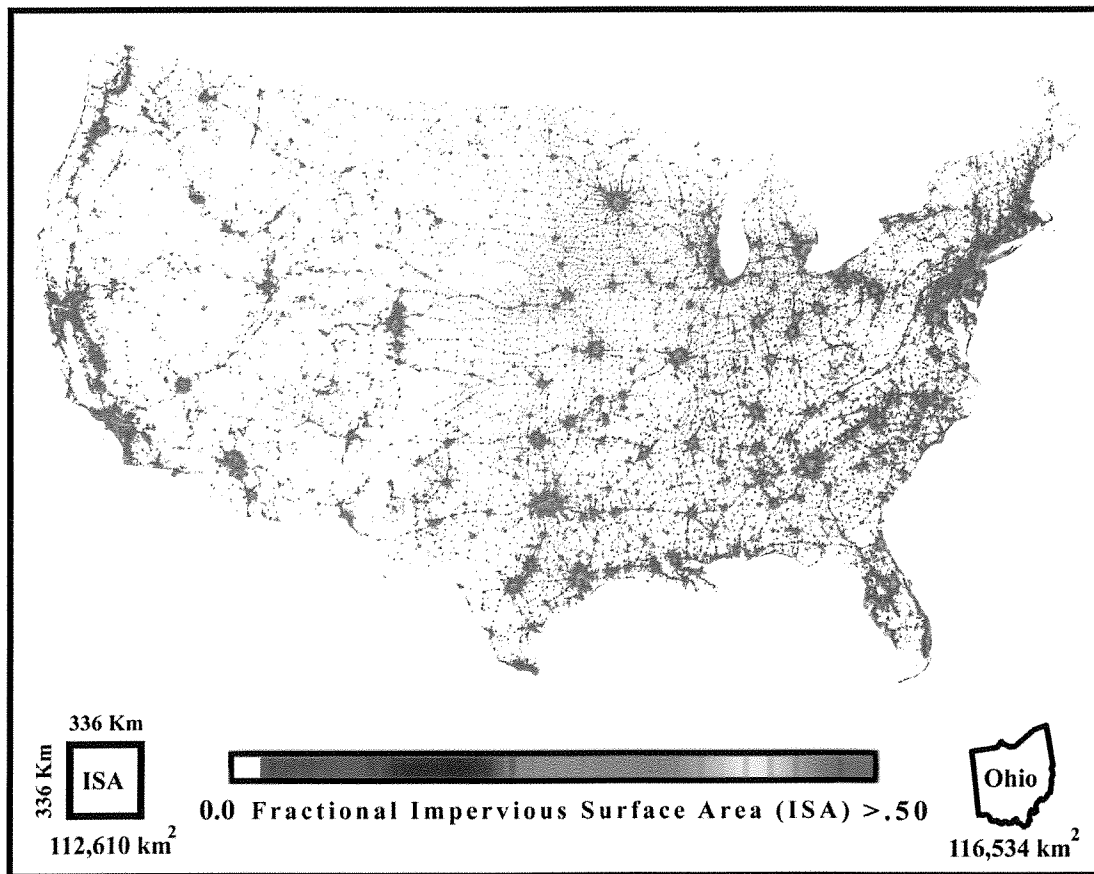 336 Km
336 Km
ISA
112,610 km²
0.0 Fractional Impervious Surface Area (ISA) >.50
Ohio
116,534 km²